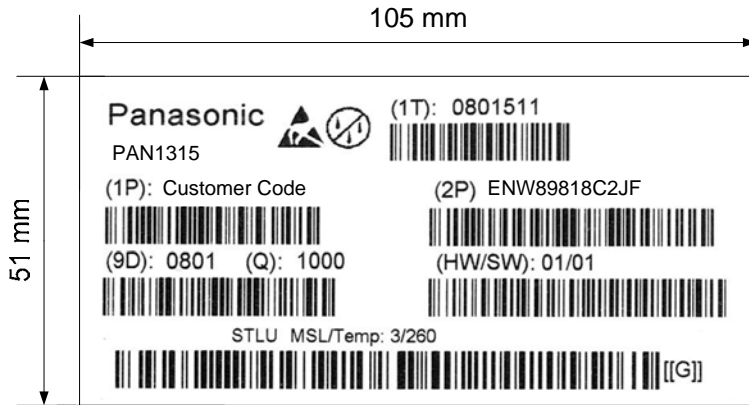 105 mm
51 mm
Panasonic
(1T): 0801511
PAN1315
(1P): Customer Code
(2P) ENW89818C2JF
(9D): 0801 (Q): 1000
(HW/SW): 01/01
STLU MSL/Temp: 3/260
[[G]]